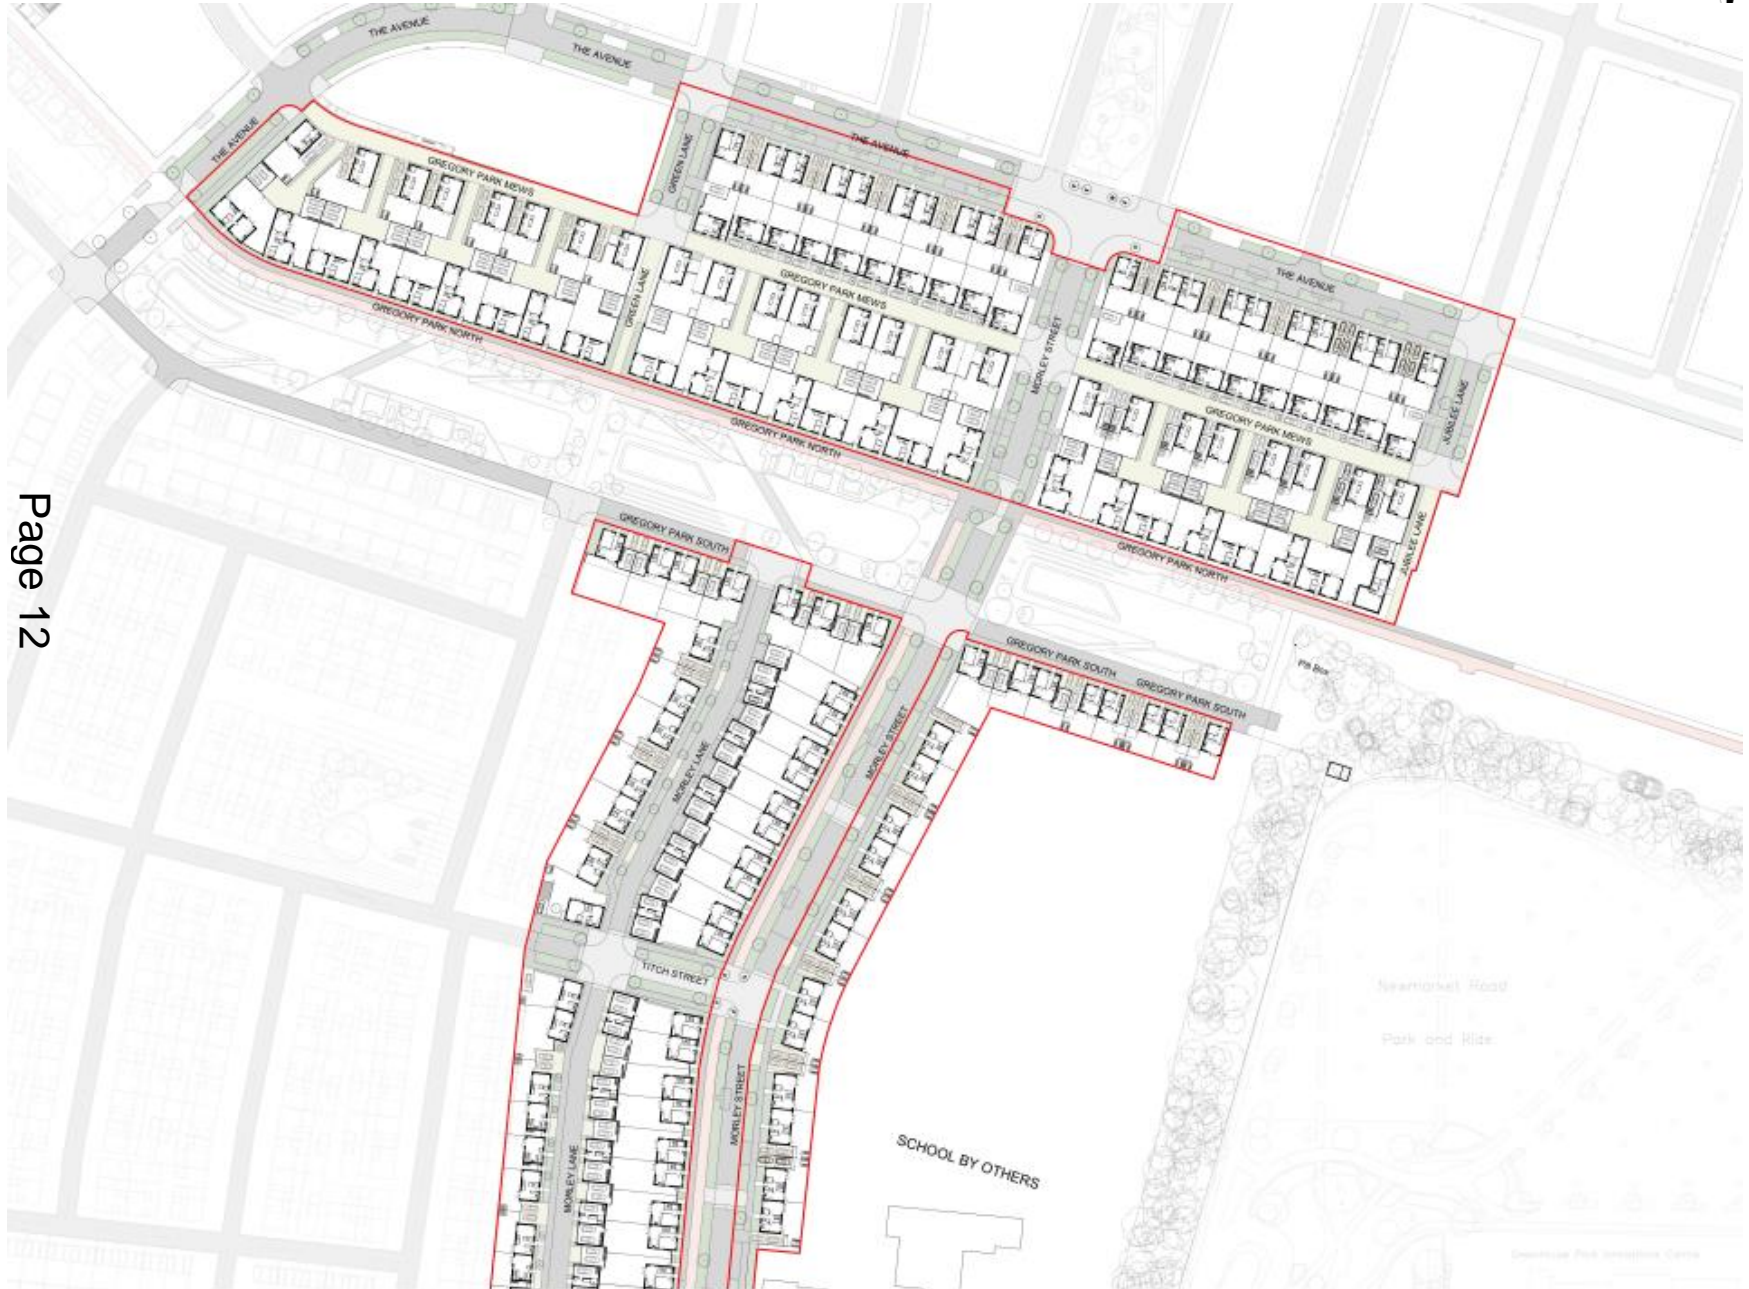 THE AVENUE
THE AVENUE
THE AVENUE
THE AVENUE
GREEN LANE
GREGORY PARK MEWS
THE AVENUE
GREEN LANE
GREGORY PARK MEWS
GREGORY PARK NORTH
MORLEY STREET
JUBILEE LANE
GREGORY PARK MEWS
GREGORY PARK NORTH
JUBILEE LANE
GREGORY PARK NORTH
GREGORY PARK SOUTH
GREGORY PARK SOUTH
GREGORY PARK SOUTH
Pill Box
Page 12
MORLEY LANE
MORLEY STREET
TITCH STREET
Newmarket Road
Park and Ride
MORLEY STREET
MORLEY LANE
SCHOOL BY OTHERS